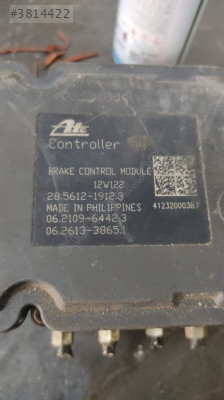 #3814422
Ate
Controller
BRAKE CONTROL MODULE
12W122
28.5612-1912.3
MADE IN PHILIPPINES
412320003B7
06.2109-6442.3
06.2613-3865.1